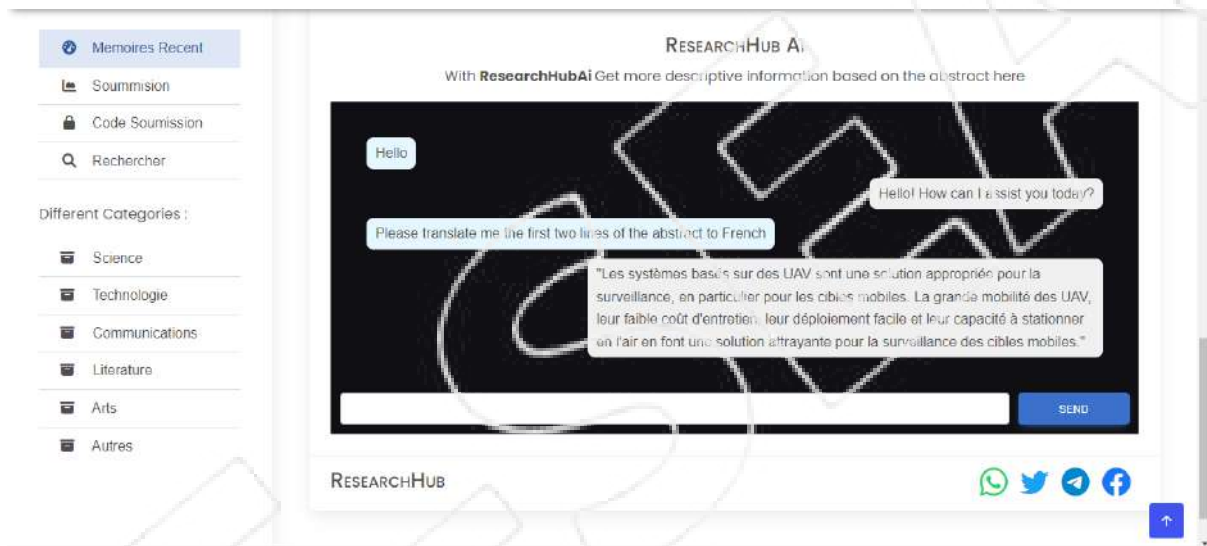 Memoires Recent
Soummision
Code Soumission
Rechercher
Different Categories :
Science
Technologie
Communications
Literature
Arts
Autres
ResearchHub Ai
With ResearchHubAi Get more descriptive information based on the abstract here
Hello
Hello! How can I assist you today?
Please translate me the first two lines of the abstract to French
"Les systèmes basés sur des UAV sont une solution appropriée pour la
surveillance, en particulier pour les cibles mobiles. La grande mobilité des UAV,
leur faible coût d'entretien, leur déploiement facile et leur capacité à stationner
en l'air en font une solution attrayante pour la surveillance des cibles mobiles."
SEND
ResearchHub